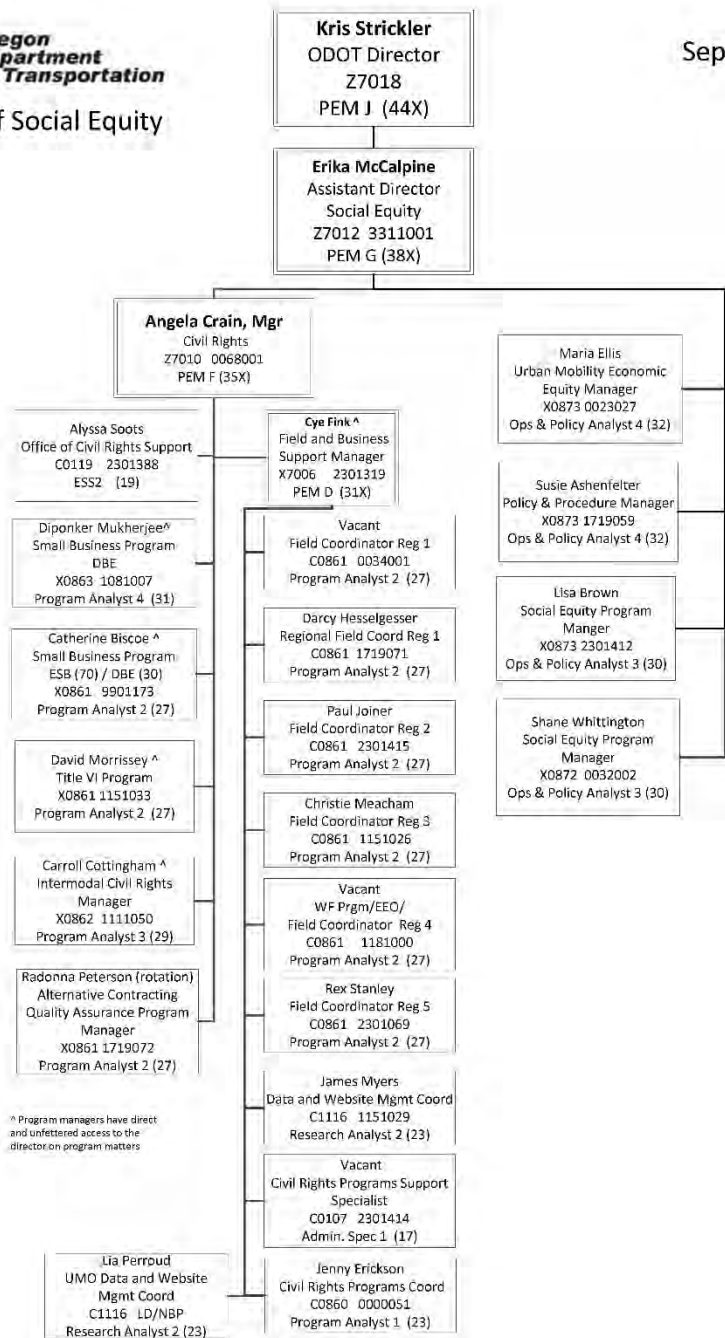 egon
partment
Transportation
f Social Equity
Sep
Kris Strickler
ODOT Director
Z7018
PEM J (44X)
Erika McCalpine
Assistant Director
Social Equity
Z7012 3311001
PEM G (38X)
Angela Crain, Mgr
Civil Rights
Z7010 0068001
PEM F (35X)
Alyssa Soots
Office of Civil Rights Support
C0119 2301388
ESS2 (19)
Diponker Mukherjee^
Small Business Program
DBE
X0863 1081007
Program Analyst 4 (31)
Catherine Biscoe ^
Small Business Program
ESB (70) / DBE (30)
X0861 9901173
Program Analyst 2 (27)
David Morrissey ^
Title VI Program
X0861 1151033
Program Analyst 2 (27)
Carroll Cottingham ^
Intermodal Civil Rights
Manager
X0862 1111050
Program Analyst 3 (29)
Radonna Peterson (rotation)
Alternative Contracting
Quality Assurance Program
Manager
X0861 1719072
Program Analyst 2 (27)
^ Program managers have direct
and unfettered access to the
director on program matters
Cye Fink ^
Field and Business
Support Manager
X7006 2301319
PEM D (31X)
Vacant
Field Coordinator Reg 1
C0861 0034001
Program Analyst 2 (27)
Darcy Hesselgesser
Regional Field Coord Reg 1
C0861 1719071
Program Analyst 2 (27)
Paul Joiner
Field Coordinator Reg 2
C0861 2301415
Program Analyst 2 (27)
Christie Meacham
Field Coordinator Reg 3
C0861 1151026
Program Analyst 2 (27)
Vacant
WF Prgm/EEO/
Field Coordinator Reg 4
C0861 1181000
Program Analyst 2 (27)
Rex Stanley
Field Coordinator Reg 5
C0861 2301069
Program Analyst 2 (27)
James Myers
Data and Website Mgmt Coord
C1116 1151029
Research Analyst 2 (23)
Vacant
Civil Rights Programs Support
Specialist
C0107 2301414
Admin. Spec 1 (17)
Lia Perroud
UMO Data and Website
Mgmt Coord
C1116 LD/NBP
Research Analyst 2 (23)
Jenny Erickson
Civil Rights Programs Coord
C0860 0000051
Program Analyst 1 (23)
Maria Ellis
Urban Mobility Economic
Equity Manager
X0873 0023027
Ops & Policy Analyst 4 (32)
Susie Ashenfelter
Policy & Procedure Manager
X0873 1719059
Ops & Policy Analyst 4 (32)
Lisa Brown
Social Equity Program
Manger
X0873 2301412
Ops & Policy Analyst 3 (30)
Shane Whittington
Social Equity Program
Manager
X0872 0032002
Ops & Policy Analyst 3 (30)